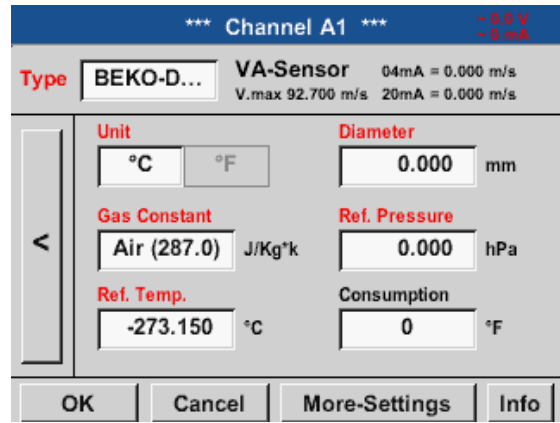 *** Channel A1 ***
~ 0.0 V
~ 0 mA
Type BEKO-D... VA-Sensor 04mA = 0.000 m/s
V.max 92.700 m/s 20mA = 0.000 m/s
Unit Diameter
°C °F 0.000 mm
Gas Constant Ref. Pressure
< Air (287.0) J/Kg*k 0.000 hPa
Ref. Temp. Consumption
-273.150 °C 0 °F
OK Cancel More-Settings Info